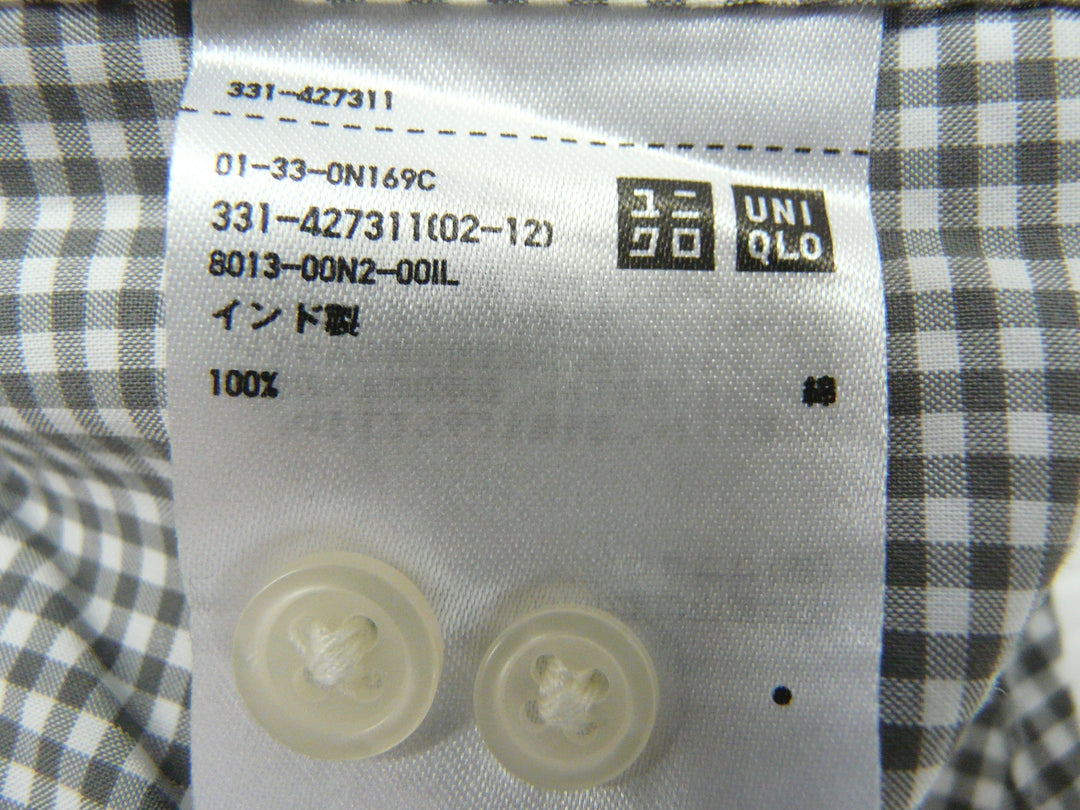 331-427311
01-33-0N169C
331-427311(02-12)
8013-00N2-00IL
インド製
100% 綿
ユニ
クロ
UNI
QLO